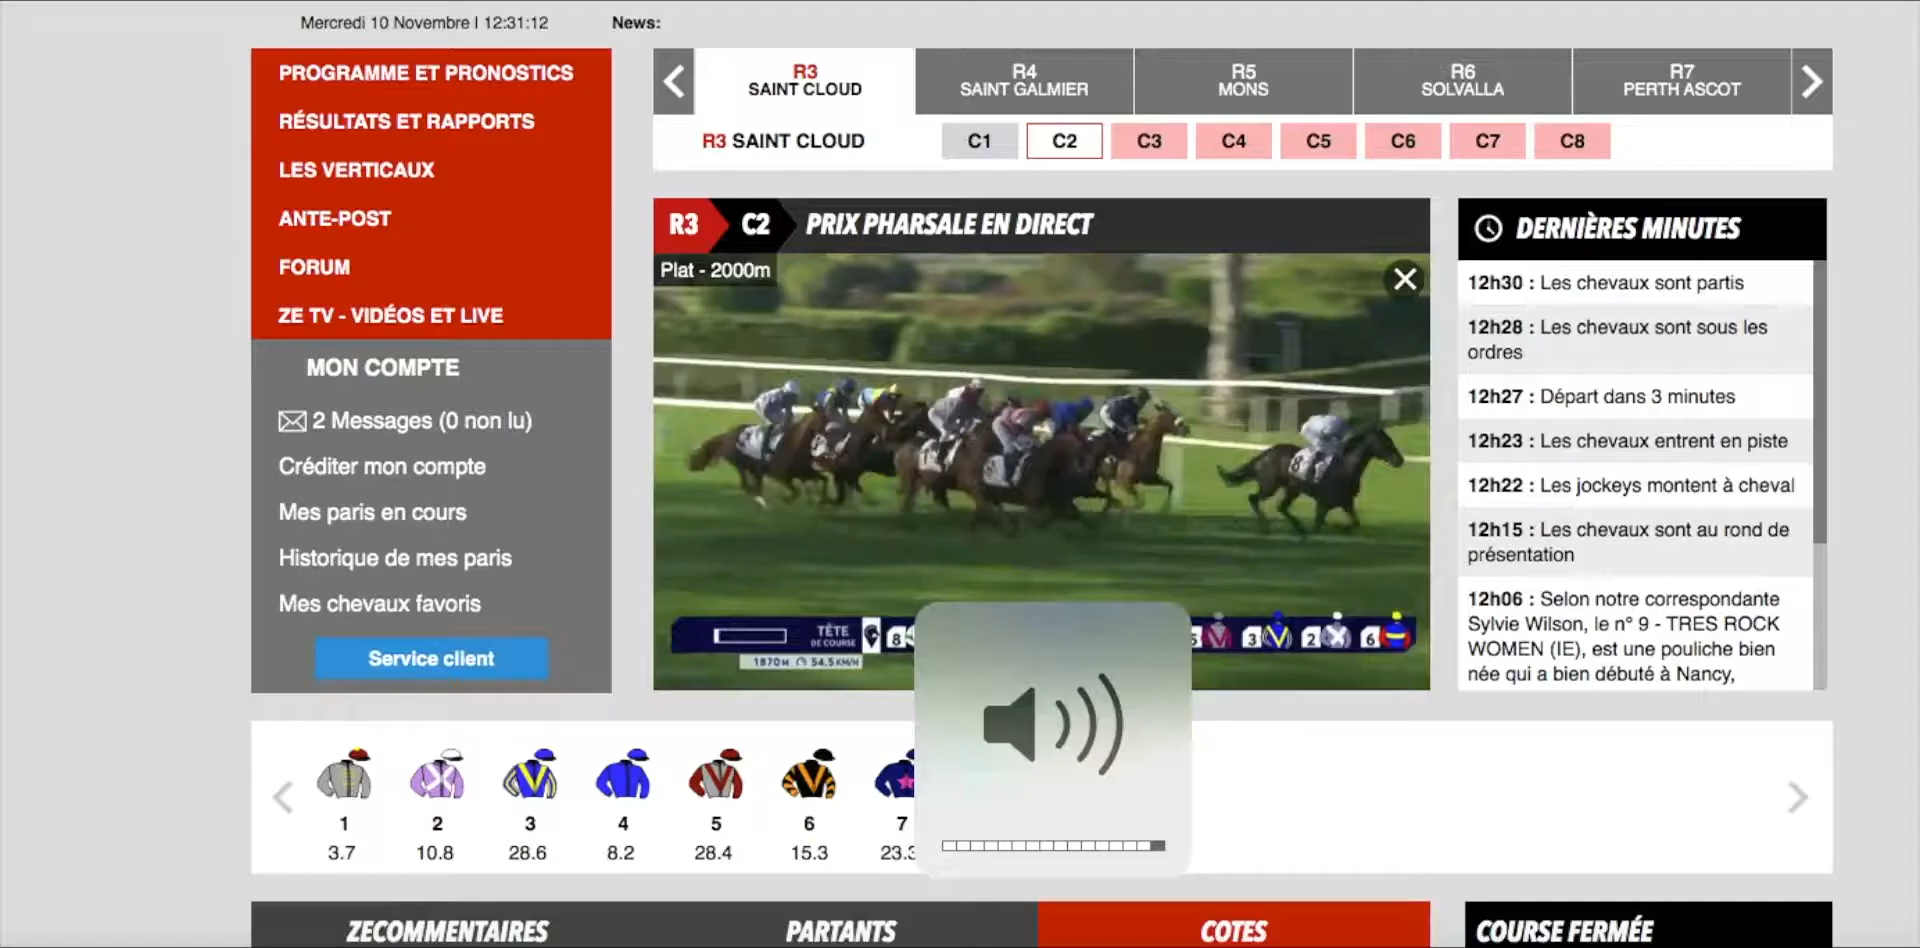 Mercredi 10 Novembre | 12:31:12
News:
PROGRAMME ET PRONOSTICS
RÉSULTATS ET RAPPORTS
LES VERTICAUX
ANTE-POST
FORUM
ZE TV - VIDÉOS ET LIVE
MON COMPTE
2 Messages (0 non lu)
Créditer mon compte
Mes paris en cours
Historique de mes paris
Mes chevaux favoris
Service client
R3
SAINT CLOUD
R4
SAINT GALMIER
R5
MONS
R6
SOLVALLA
R7
PERTH ASCOT
R3 SAINT CLOUD
C1 C2 C3 C4 C5 C6 C7 C8
R3 C2 PRIX PHARSALE EN DIRECT
Plat - 2000m
TÊTE
DE COURSE
8
3 2 6
1870M 54.5KM/H
DERNIÈRES MINUTES
12h30 : Les chevaux sont partis
12h28 : Les chevaux sont sous les
ordres
12h27 : Départ dans 3 minutes
12h23 : Les chevaux entrent en piste
12h22 : Les jockeys montent à cheval
12h15 : Les chevaux sont au rond de
présentation
12h06 : Selon notre correspondante
Sylvie Wilson, le n° 9 - TRES ROCK
WOMEN (IE), est une pouliche bien
née qui a bien débuté à Nancy,
1 2 3 4 5 6 7
3.7 10.8 28.6 8.2 28.4 15.3 23.3
ZECOMMENTAIRES
PARTANTS
COTES
COURSE FERMÉE